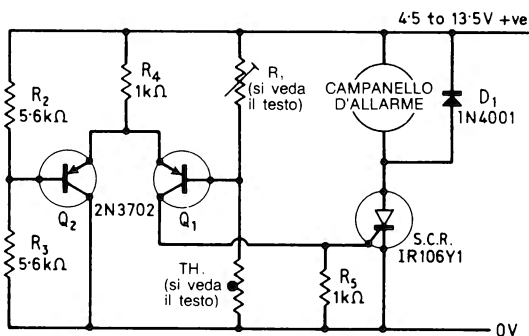 4·5 to 13·5V +ve
R2
5·6kΩ
R4
1kΩ
R1
(si veda
il testo)
CAMPANELLO
D'ALLARME
D1
1N4001
Q2
2N3702
Q1
R3
5·6kΩ
TH.
(si veda
il testo)
R5
1kΩ
S.C.R.
IR106Y1
0V